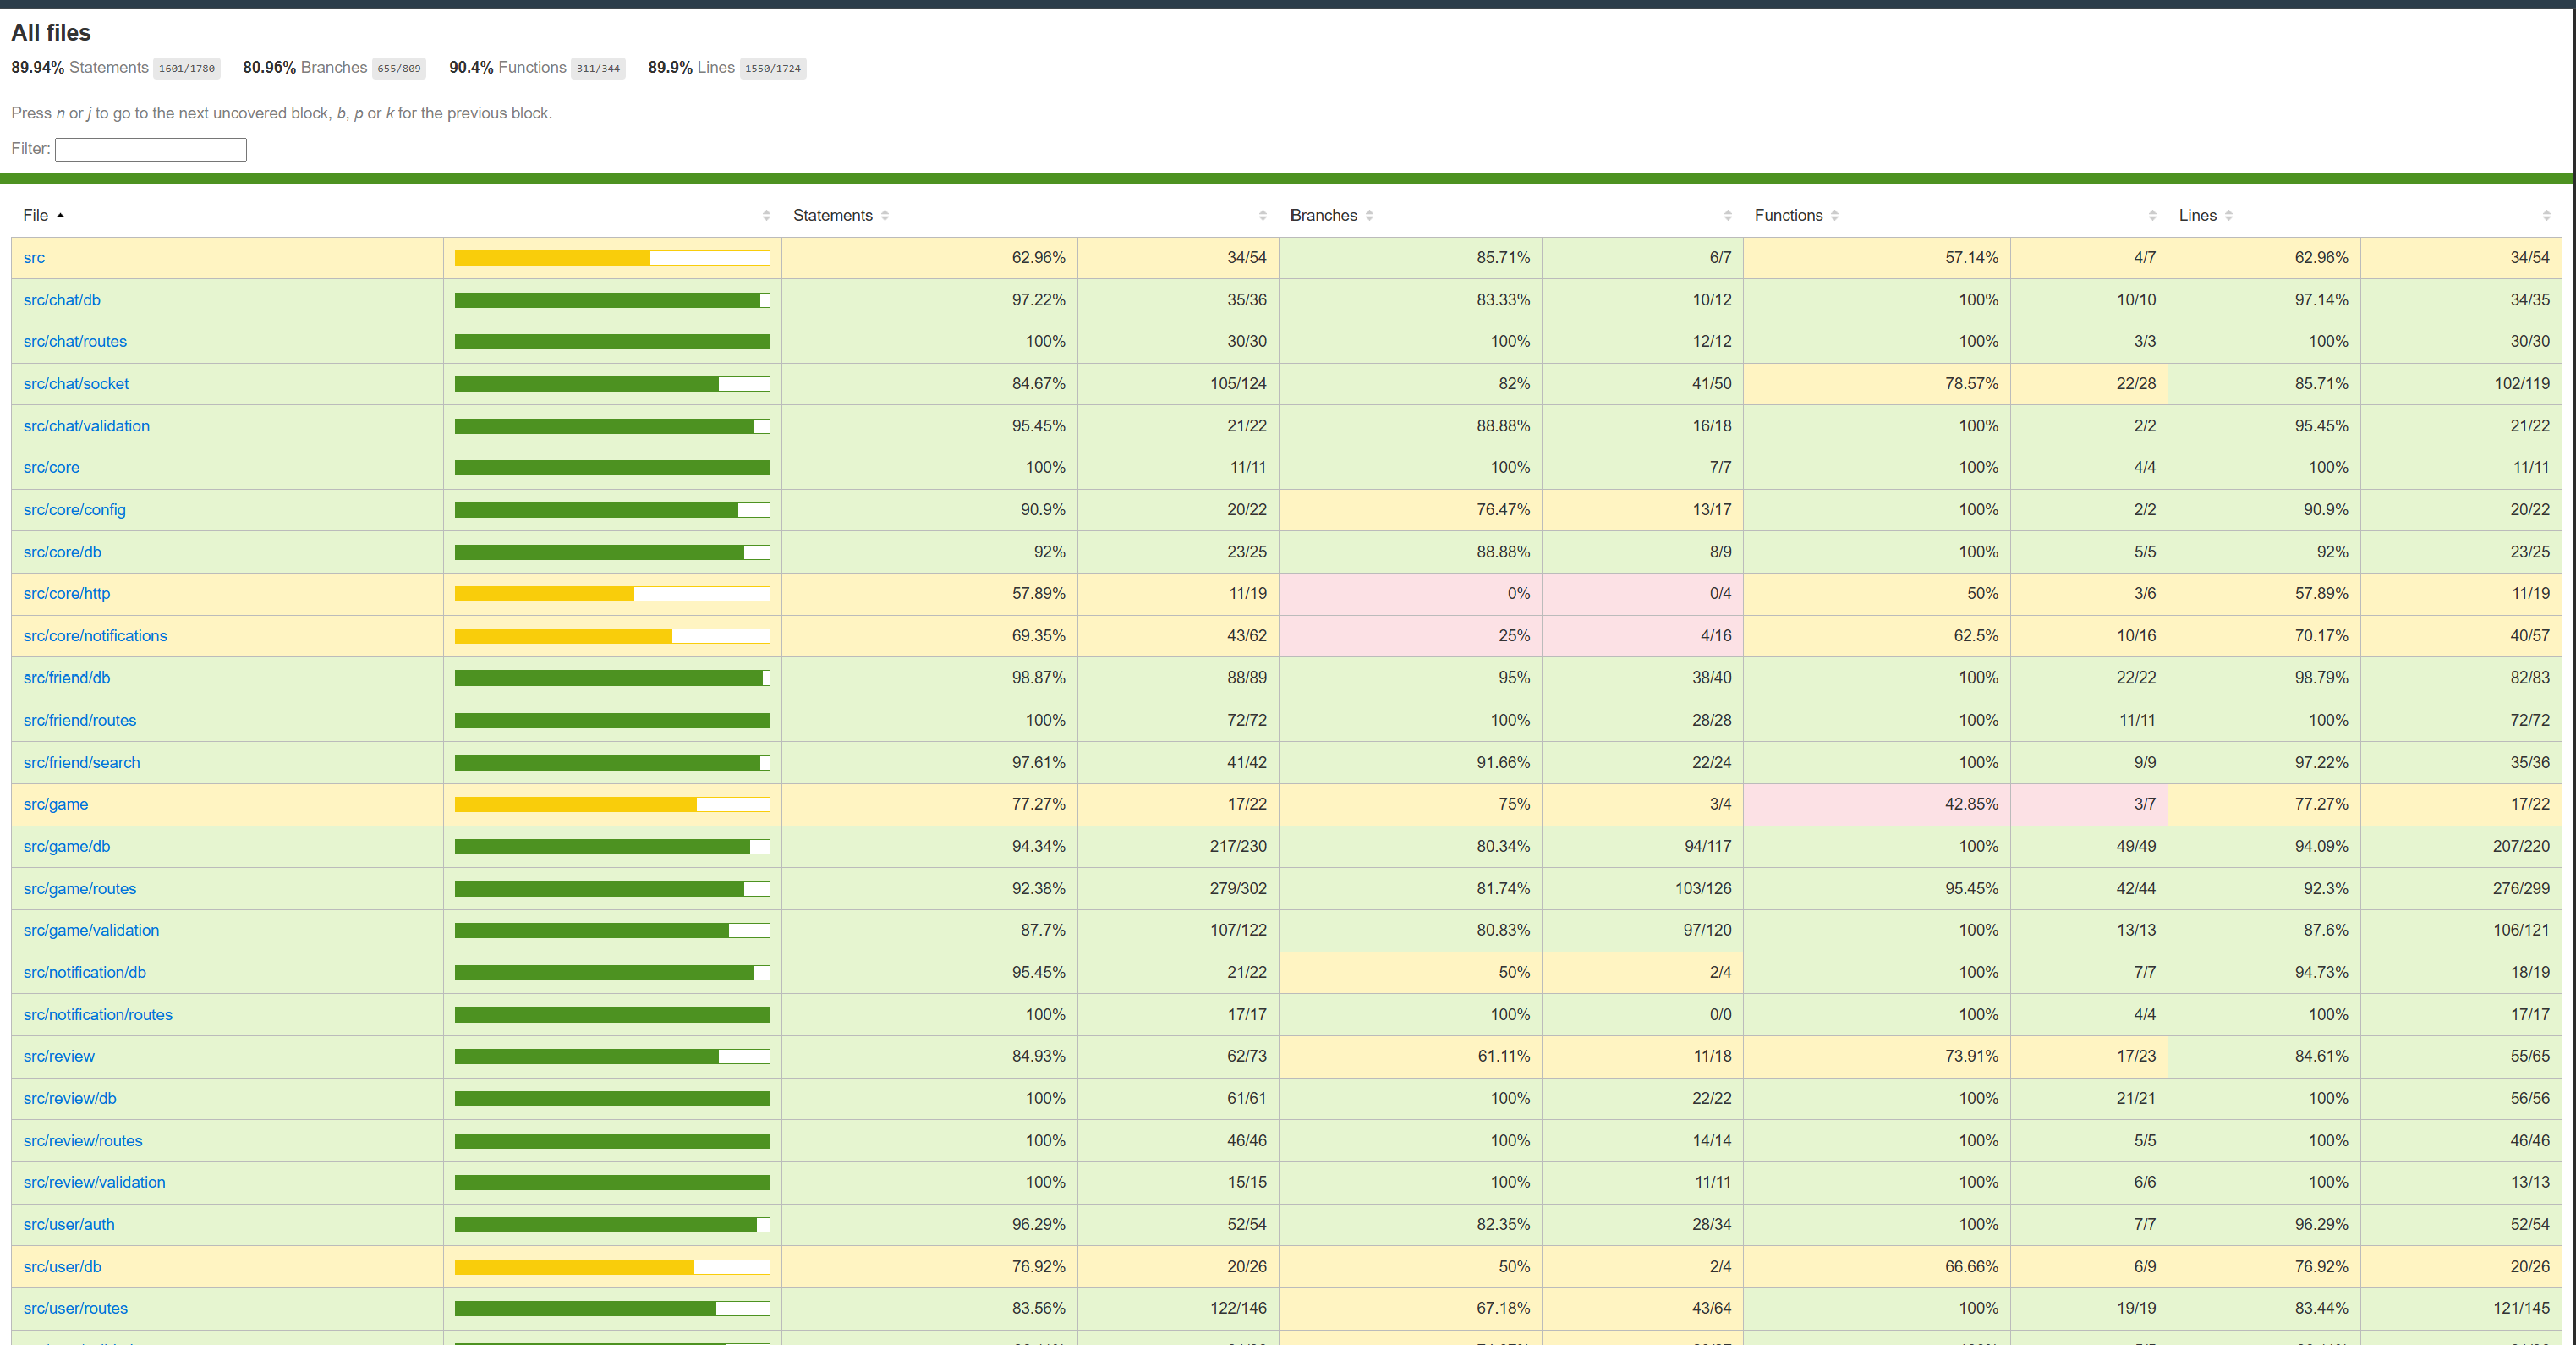 All files
89.94% Statements 1601/1780 80.96% Branches 655/809 90.4% Functions 311/344 89.9% Lines 1550/1724
Press n or j to go to the next uncovered block, b, p or k for the previous block.
Filter:
File Statements Branches Functions Lines
src 62.96% 34/54 85.71% 6/7 57.14% 4/7 62.96% 34/54
src/chat/db 97.22% 35/36 83.33% 10/12 100% 10/10 97.14% 34/35
src/chat/routes 100% 30/30 100% 12/12 100% 3/3 100% 30/30
src/chat/socket 84.67% 105/124 82% 41/50 78.57% 22/28 85.71% 102/119
src/chat/validation 95.45% 21/22 88.88% 16/18 100% 2/2 95.45% 21/22
src/core 100% 11/11 100% 7/7 100% 4/4 100% 11/11
src/core/config 90.9% 20/22 76.47% 13/17 100% 2/2 90.9% 20/22
src/core/db 92% 23/25 88.88% 8/9 100% 5/5 92% 23/25
src/core/http 57.89% 11/19 0% 0/4 50% 3/6 57.89% 11/19
src/core/notifications 69.35% 43/62 25% 4/16 62.5% 10/16 70.17% 40/57
src/friend/db 98.87% 88/89 95% 38/40 100% 22/22 98.79% 82/83
src/friend/routes 100% 72/72 100% 28/28 100% 11/11 100% 72/72
src/friend/search 97.61% 41/42 91.66% 22/24 100% 9/9 97.22% 35/36
src/game 77.27% 17/22 75% 3/4 42.85% 3/7 77.27% 17/22
src/game/db 94.34% 217/230 80.34% 94/117 100% 49/49 94.09% 207/220
src/game/routes 92.38% 279/302 81.74% 103/126 95.45% 42/44 92.3% 276/299
src/game/validation 87.7% 107/122 80.83% 97/120 100% 13/13 87.6% 106/121
src/notification/db 95.45% 21/22 50% 2/4 100% 7/7 94.73% 18/19
src/notification/routes 100% 17/17 100% 0/0 100% 4/4 100% 17/17
src/review 84.93% 62/73 61.11% 11/18 73.91% 17/23 84.61% 55/65
src/review/db 100% 61/61 100% 22/22 100% 21/21 100% 56/56
src/review/routes 100% 46/46 100% 14/14 100% 5/5 100% 46/46
src/review/validation 100% 15/15 100% 11/11 100% 6/6 100% 13/13
src/user/auth 96.29% 52/54 82.35% 28/34 100% 7/7 96.29% 52/54
src/user/db 76.92% 20/26 50% 2/4 66.66% 6/9 76.92% 20/26
src/user/routes 83.56% 122/146 67.18% 43/64 100% 19/19 83.44% 121/145